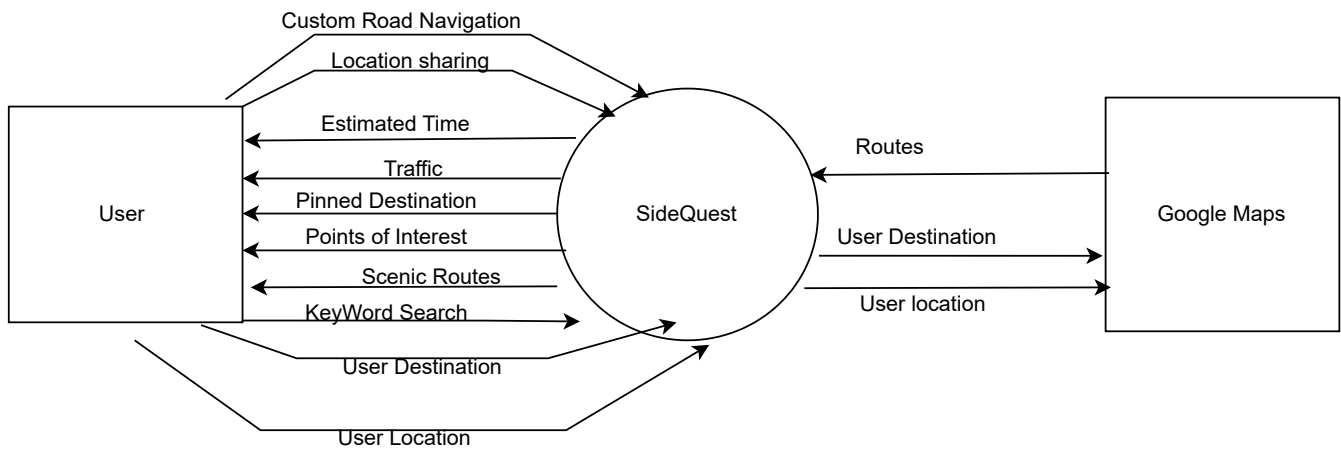 Custom Road Navigation
Location sharing
Estimated Time
Traffic
Pinned Destination
Points of Interest
Scenic Routes
KeyWord Search
User Destination
User Location
User
SideQuest
Routes
User Destination
User location
Google Maps